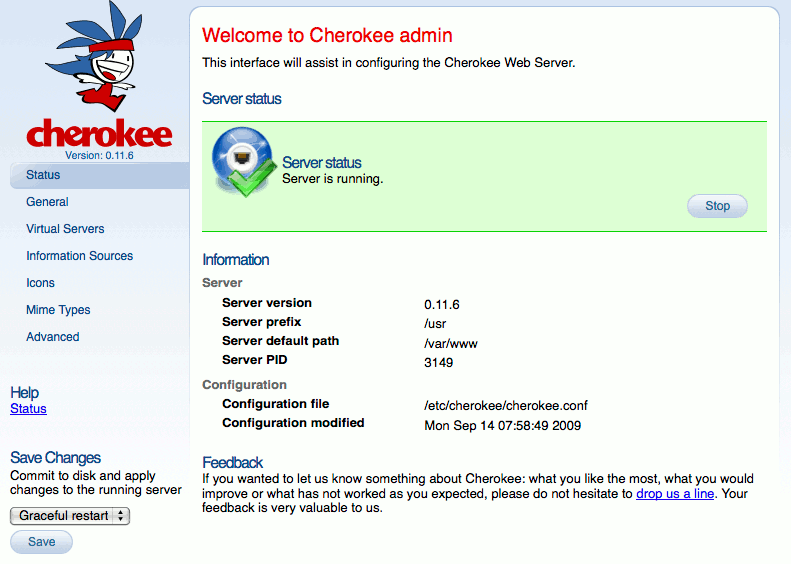 cherokee
Version: 0.11.6
Status
General
Virtual Servers
Information Sources
Icons
Mime Types
Advanced
Help
Status
Save Changes
Commit to disk and apply
changes to the running server
Graceful restart
Save
Welcome to Cherokee admin
This interface will assist in configuring the Cherokee Web Server.
Server status
Server status
Server is running.
Stop
Information
Server
Server version 0.11.6
Server prefix /usr
Server default path /var/www
Server PID 3149
Configuration
Configuration file /etc/cherokee/cherokee.conf
Configuration modified Mon Sep 14 07:58:49 2009
Feedback
If you wanted to let us know something about Cherokee: what you like the most, what you would
improve or what has not worked as you expected, please do not hesitate to drop us a line. Your
feedback is very valuable to us.